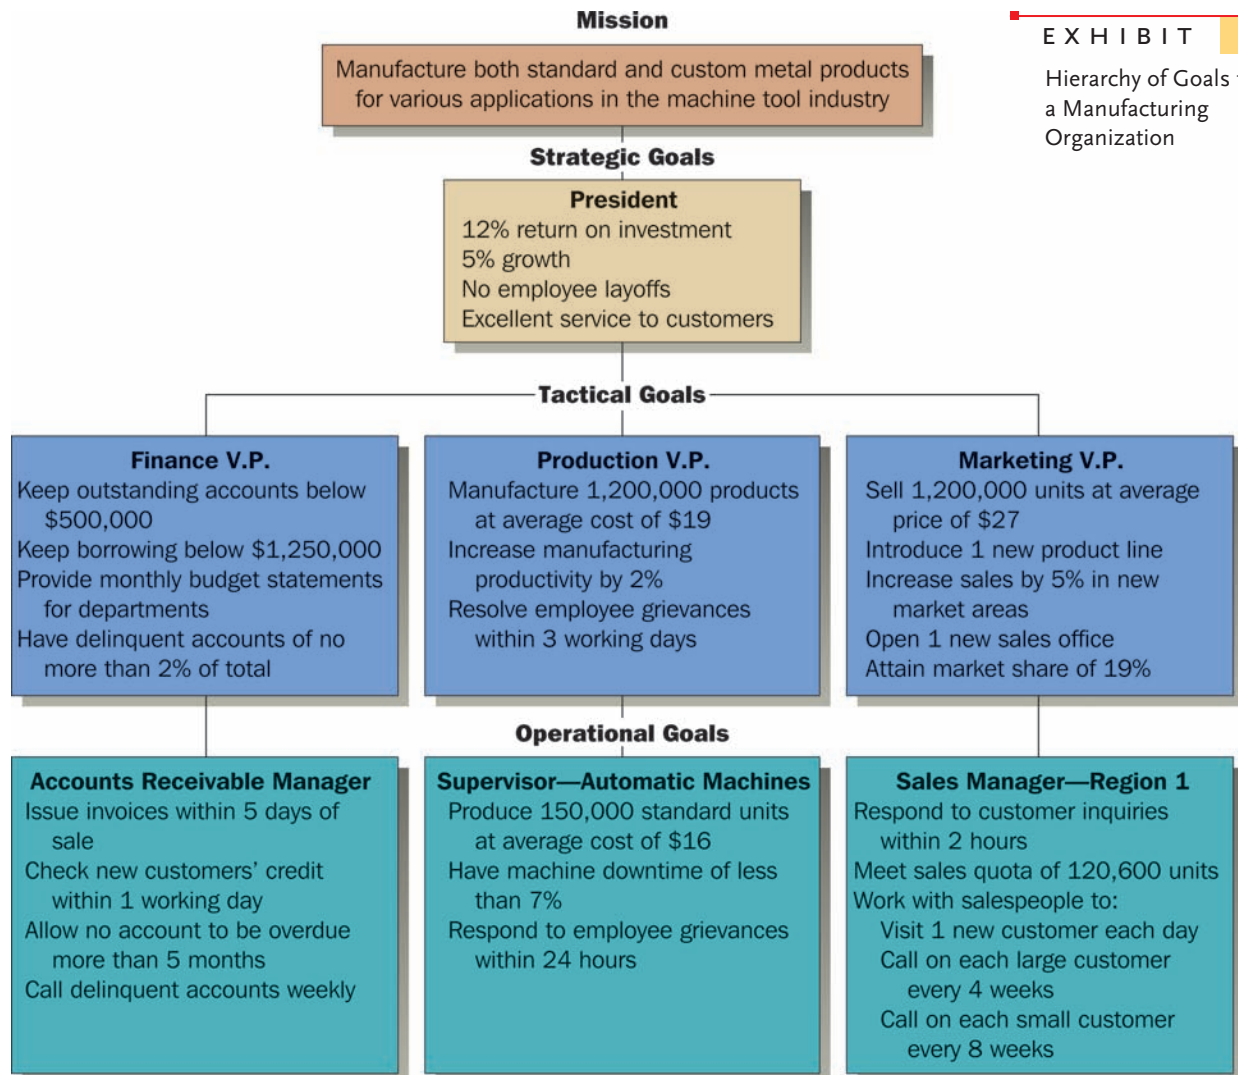 Mission
Manufacture both standard and custom metal products
for various applications in the machine tool industry
EXHIBIT
Hierarchy of Goals
a Manufacturing
Organization
Strategic Goals
President
12% return on investment
5% growth
No employee layoffs
Excellent service to customers
Tactical Goals
Finance V.P.
Keep outstanding accounts below
$500,000
Keep borrowing below $1,250,000
Provide monthly budget statements
for departments
Have delinquent accounts of no
more than 2% of total
Production V.P.
Manufacture 1,200,000 products
at average cost of $19
Increase manufacturing
productivity by 2%
Resolve employee grievances
within 3 working days
Marketing V.P.
Sell 1,200,000 units at average
price of $27
Introduce 1 new product line
Increase sales by 5% in new
market areas
Open 1 new sales office
Attain market share of 19%
Operational Goals
Accounts Receivable Manager
Issue invoices within 5 days of
sale
Check new customers’ credit
within 1 working day
Allow no account to be overdue
more than 5 months
Call delinquent accounts weekly
Supervisor—Automatic Machines
Produce 150,000 standard units
at average cost of $16
Have machine downtime of less
than 7%
Respond to employee grievances
within 24 hours
Sales Manager—Region 1
Respond to customer inquiries
within 2 hours
Meet sales quota of 120,600 units
Work with salespeople to:
Visit 1 new customer each day
Call on each large customer
every 4 weeks
Call on each small customer
every 8 weeks